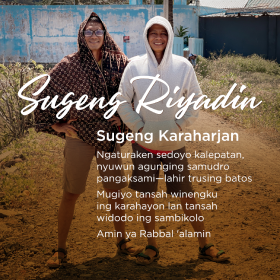 Sugeng Riyadin
Sugeng Karaharjan
Ngaturaken sedoyo kalepatan,
nyuwun agunging samudro
pangaksami—lahir trusing batos
Mugiyo tansah winengku
ing karahayon lan tansah
widodo ing sambikolo
Amin ya Rabbal 'alamin